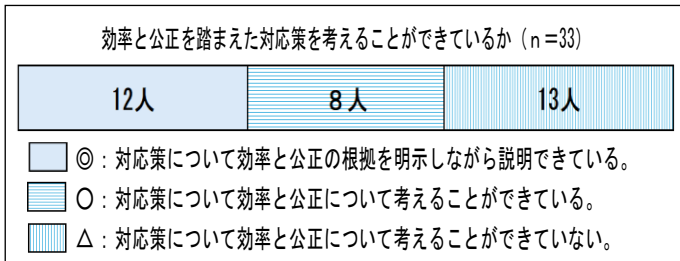 効率と公正を踏まえた対応策を考えることができているか（ｎ＝33）
12人 ８人 13人
◎：対応策について効率と公正の根拠を明示しながら説明できている。
〇：対応策について効率と公正について考えることができている。
△：対応策について効率と公正について考えることができていない。